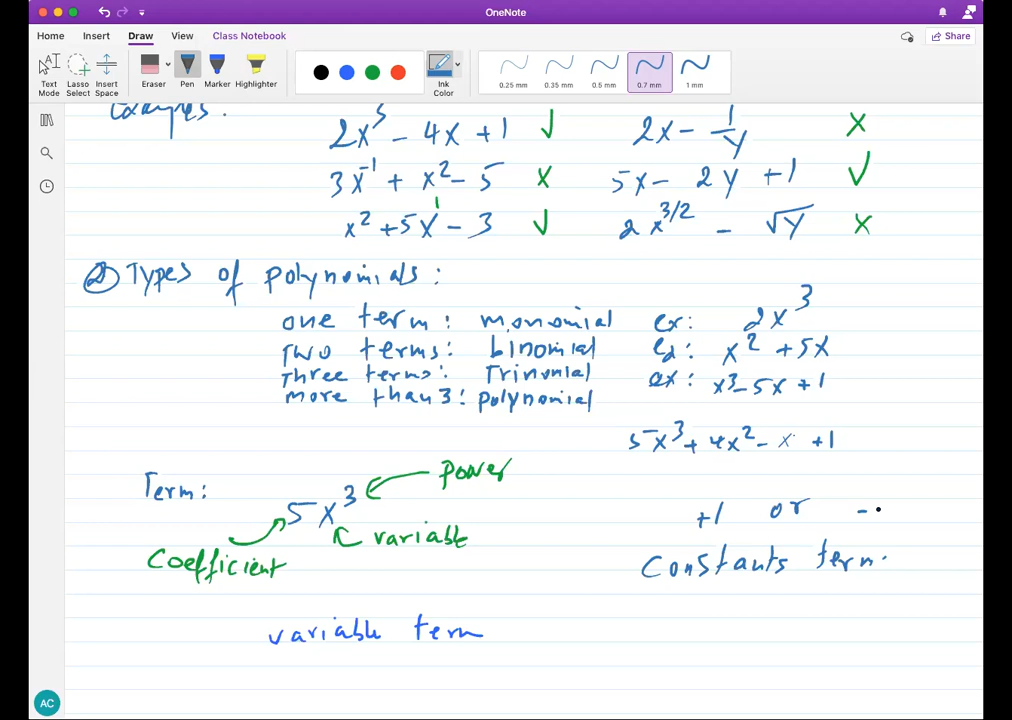 OneNote
Home Insert Draw View Class Notebook Share
Text Mode Lasso Select Insert Space Eraser Pen Marker Highlighter Ink Color 0.25 mm 0.35 mm 0.5 mm 0.7 mm 1 mm
Examples:
2x³ - 4x + 1 ✓ 2x - 1/y ✗
3x⁻¹ + x² - 5 ✗ 5x - 2y + 1 ✓
x² + 5x¹ - 3 ✓ 2x^3/2 - √y ✗
② Types of polynomials:
one term: monomial ex: 2x³
Two terms: binomial ex: x² + 5x
Three terms: Trinomial ex: x³ - 5x + 1
more than 3: polynomial
5x³ + 4x² - x + 1
Term: 5x³ power
+1 or -
variable
Coefficient
Constants term.
variable term
AC